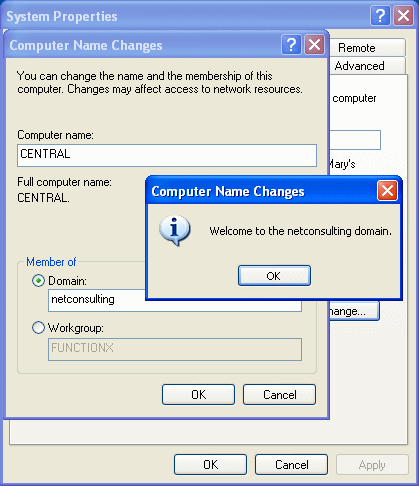 System Properties
Computer Name Changes
Remote
Advanced
You can change the name and the membership of this
computer. Changes may affect access to network resources.
computer
Computer name:
CENTRAL
Mary's
Full computer name:
CENTRAL.
Computer Name Changes
Welcome to the netconsulting domain.
OK
Member of
Domain:
netconsulting
hange...
Workgroup:
FUNCTIONX
OK
Cancel
OK
Cancel
Apply